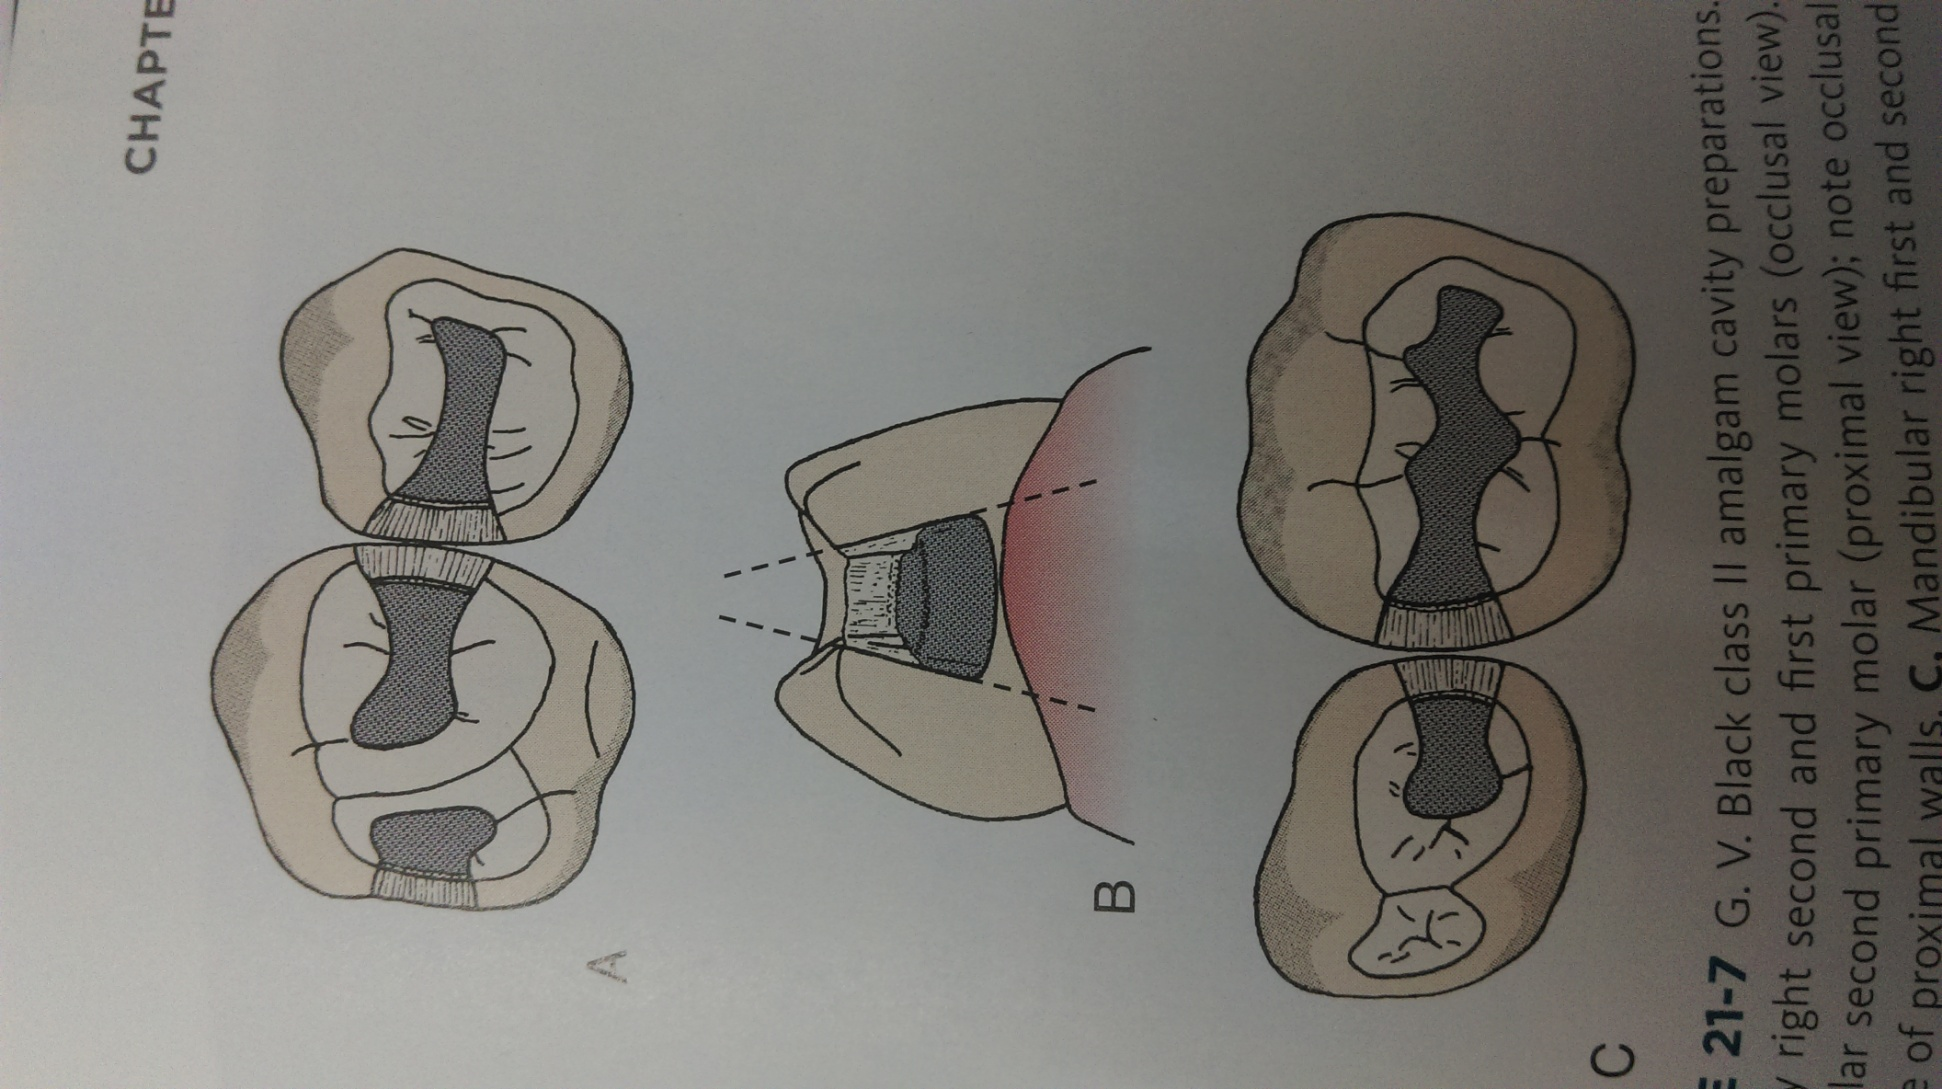 CHAPTE
A
B
C
21-7 G. V. Black class II amalgam cavity preparations.
right second and first primary molars (occlusal view).
lar second primary molar (proximal view); note occlusal
of proximal walls. C, Mandibular right first and second